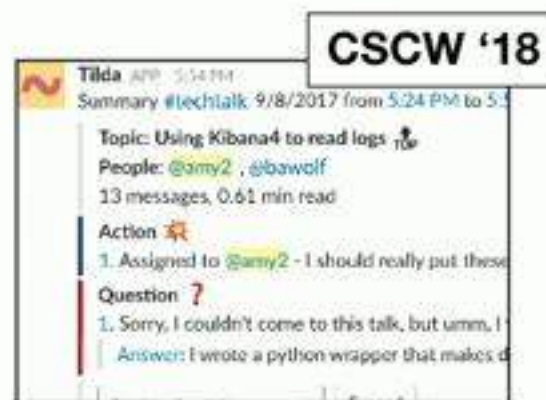 CSCW ‘18
Tilda APP 5:54 PM
Summary #techtalk 9/8/2017 from 5:24 PM to
Topic: Using Kibana4 to read logs TOP
People: @amy2 , @bawolf
13 messages, 0.61 min read
Action
1. Assigned to @amy2 - I should really put these
Question ?
1. Sorry, I couldn't come to this talk, but umm, I
Answer: I wrote a python wrapper that makes